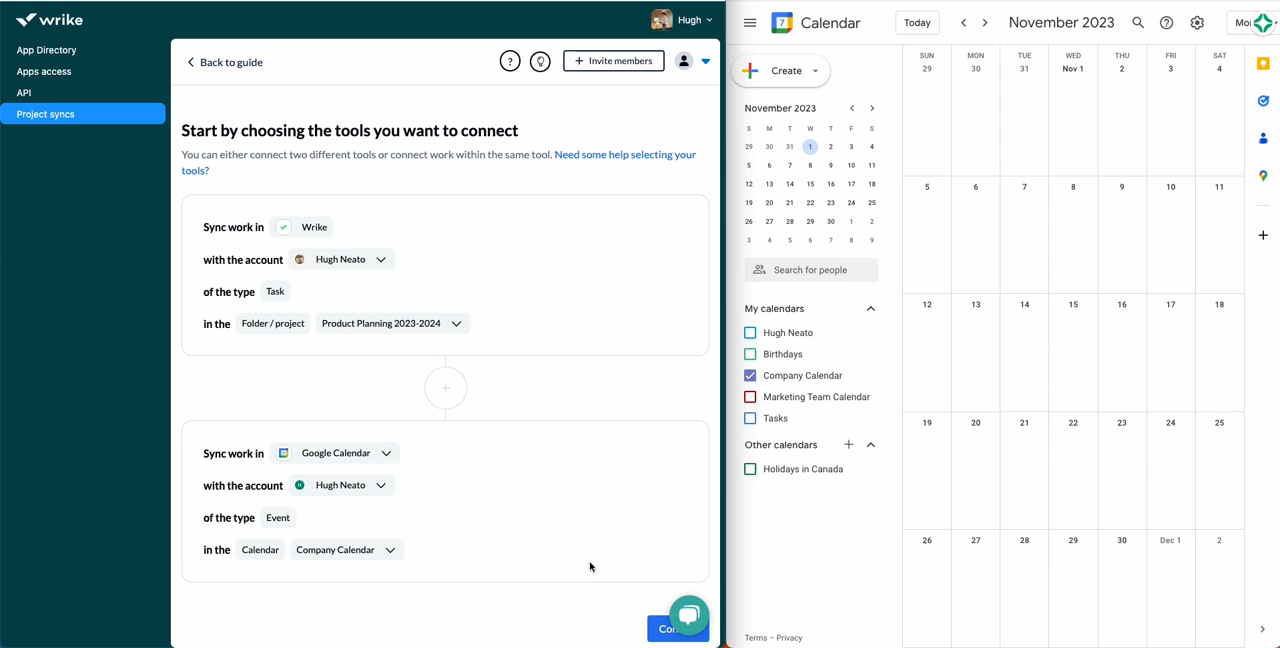 wrike
Hugh
App Directory
Apps access
API
Project syncs
Back to guide
?
Invite members
Start by choosing the tools you want to connect
You can either connect two different tools or connect work within the same tool. Need some help selecting your
tools?
Sync work in Wrike
with the account Hugh Neato
of the type Task
in the Folder / project Product Planning 2023-2024
+
Sync work in Google Calendar
with the account Hugh Neato
of the type Event
in the Calendar Company Calendar
7 Calendar Today November 2023
Create
November 2023
S M T W T F S
29 30 31 1 2 3 4
5 6 7 8 9 10 11
12 13 14 15 16 17 18
19 20 21 22 23 24 25
26 27 28 29 30 1 2
3 4 5 6 7 8 9
Search for people
My calendars
Hugh Neato
Birthdays
Company Calendar
Marketing Team Calendar
Tasks
Other calendars
Holidays in Canada
Terms – Privacy
SUN MON TUE WED THU FRI SAT
29 30 31 Nov 1 2 3 4
5 6 7 8 9 10 11
12 13 14 15 16 17 18
19 20 21 22 23 24 25
26 27 28 29 30 Dec 1 2